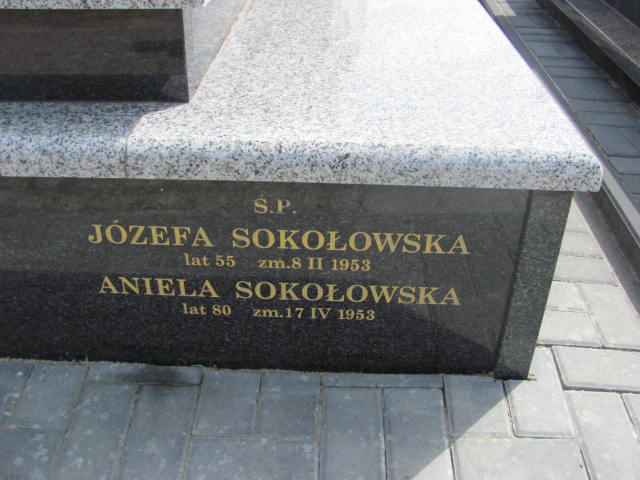 Ś.P.
JÓZEFA SOKOŁOWSKA
lat 55 zm.8 II 1953
ANIELA SOKOŁOWSKA
lat 80 zm.17 IV 1953